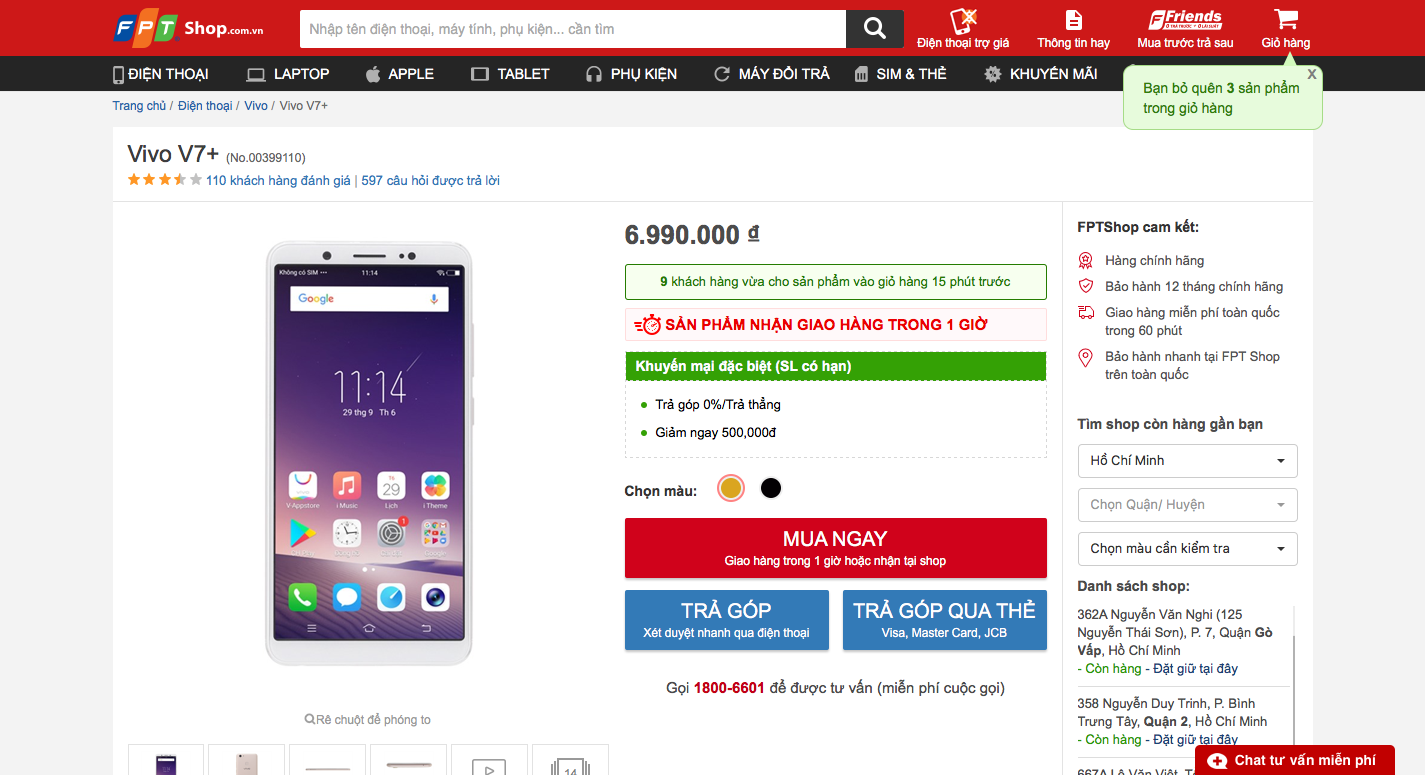 FPT Shop.com.vn
Nhập tên điện thoại, máy tính, phụ kiện... cần tìm
Điện thoại trợ giá
Thông tin hay
F.Friends
Mua trước trả sau
Giỏ hàng
ĐIỆN THOẠI
LAPTOP
APPLE
TABLET
PHỤ KIỆN
MÁY ĐỔI TRẢ
SIM & THẺ
KHUYẾN MÃI
X
Bạn bỏ quên 3 sản phẩm
trong giỏ hàng
Trang chủ / Điện thoại / Vivo / Vivo V7+
Vivo V7+ (No.00399110)
110 khách hàng đánh giá | 597 câu hỏi được trả lời
Không có SIM
11:14
Google
11:14
29 thg 9 Th 6
T6
29
V-Appstore
i Music
Lịch
i Theme
1
Google
Rê chuột để phóng to
14
6.990.000 ₫
9 khách hàng vừa cho sản phẩm vào giỏ hàng 15 phút trước
SẢN PHẨM NHẬN GIAO HÀNG TRONG 1 GIỜ
Khuyến mại đặc biệt (SL có hạn)
Trả góp 0%/Trả thẳng
Giảm ngay 500,000đ
Chọn màu:
MUA NGAY
Giao hàng trong 1 giờ hoặc nhận tại shop
TRẢ GÓP
Xét duyệt nhanh qua điện thoại
TRẢ GÓP QUA THẺ
Visa, Master Card, JCB
Gọi 1800-6601 để được tư vấn (miễn phí cuộc gọi)
FPTShop cam kết:
Hàng chính hãng
Bảo hành 12 tháng chính hãng
Giao hàng miễn phí toàn quốc
trong 60 phút
Bảo hành nhanh tại FPT Shop
trên toàn quốc
Tìm shop còn hàng gần bạn
Hồ Chí Minh
Chọn Quận/ Huyện
Chọn màu cần kiểm tra
Danh sách shop:
362A Nguyễn Văn Nghi (125
Nguyễn Thái Sơn), P. 7, Quận Gò
Vấp, Hồ Chí Minh
- Còn hàng - Đặt giữ tại đây
358 Nguyễn Duy Trinh, P. Bình
Trưng Tây, Quận 2, Hồ Chí Minh
- Còn hàng - Đặt giữ tại đây
667A Lê Văn Việt,
Chat tư vấn miễn phí